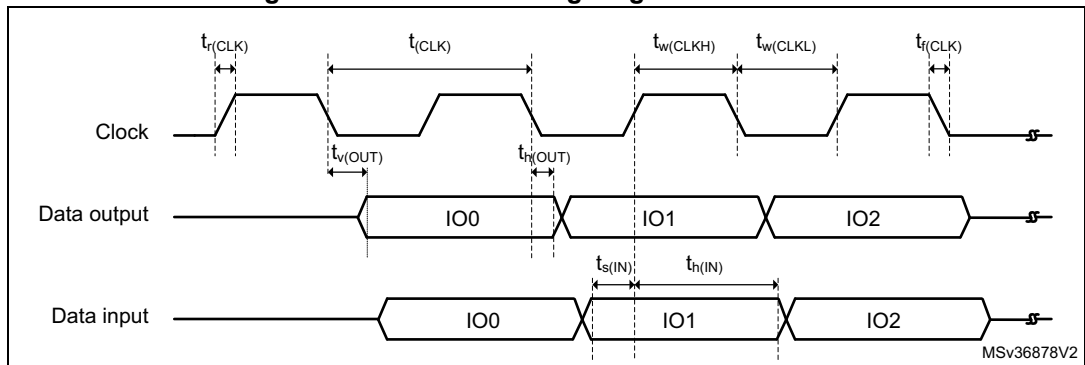 t_r(CLK) t_(CLK) t_w(CLKH) t_w(CLKL) t_f(CLK)
Clock
t_v(OUT) t_h(OUT)
Data output IO0 IO1 IO2
t_s(IN) t_h(IN)
Data input IO0 IO1 IO2
MSv36878V2